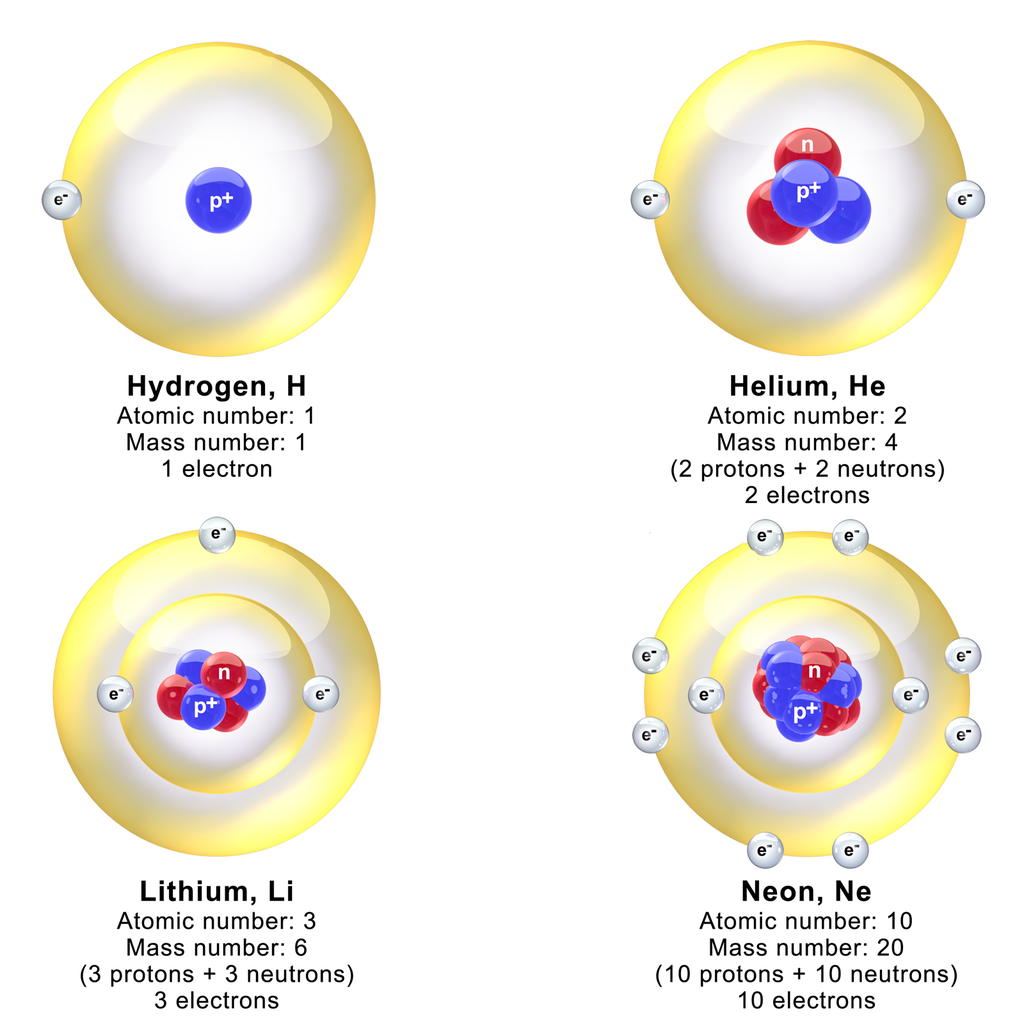 e-
p+
Hydrogen, H
Atomic number: 1
Mass number: 1
1 electron
n
e-
p+
e-
Helium, He
Atomic number: 2
Mass number: 4
(2 protons + 2 neutrons)
2 electrons
e-
n
e-
e-
p+
Lithium, Li
Atomic number: 3
Mass number: 6
(3 protons + 3 neutrons)
3 electrons
e-
e-
e-
e-
n
e-
e-
p+
e-
e-
e-
e-
Neon, Ne
Atomic number: 10
Mass number: 20
(10 protons + 10 neutrons)
10 electrons